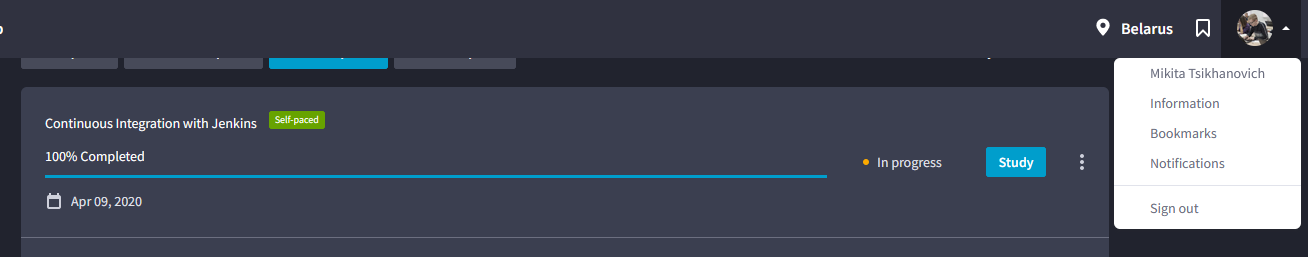 Belarus
Mikita Tsikhanovich
Information
Bookmarks
Notifications
Sign out
Continuous Integration with Jenkins
Self-paced
100% Completed
In progress
Study
Apr 09, 2020